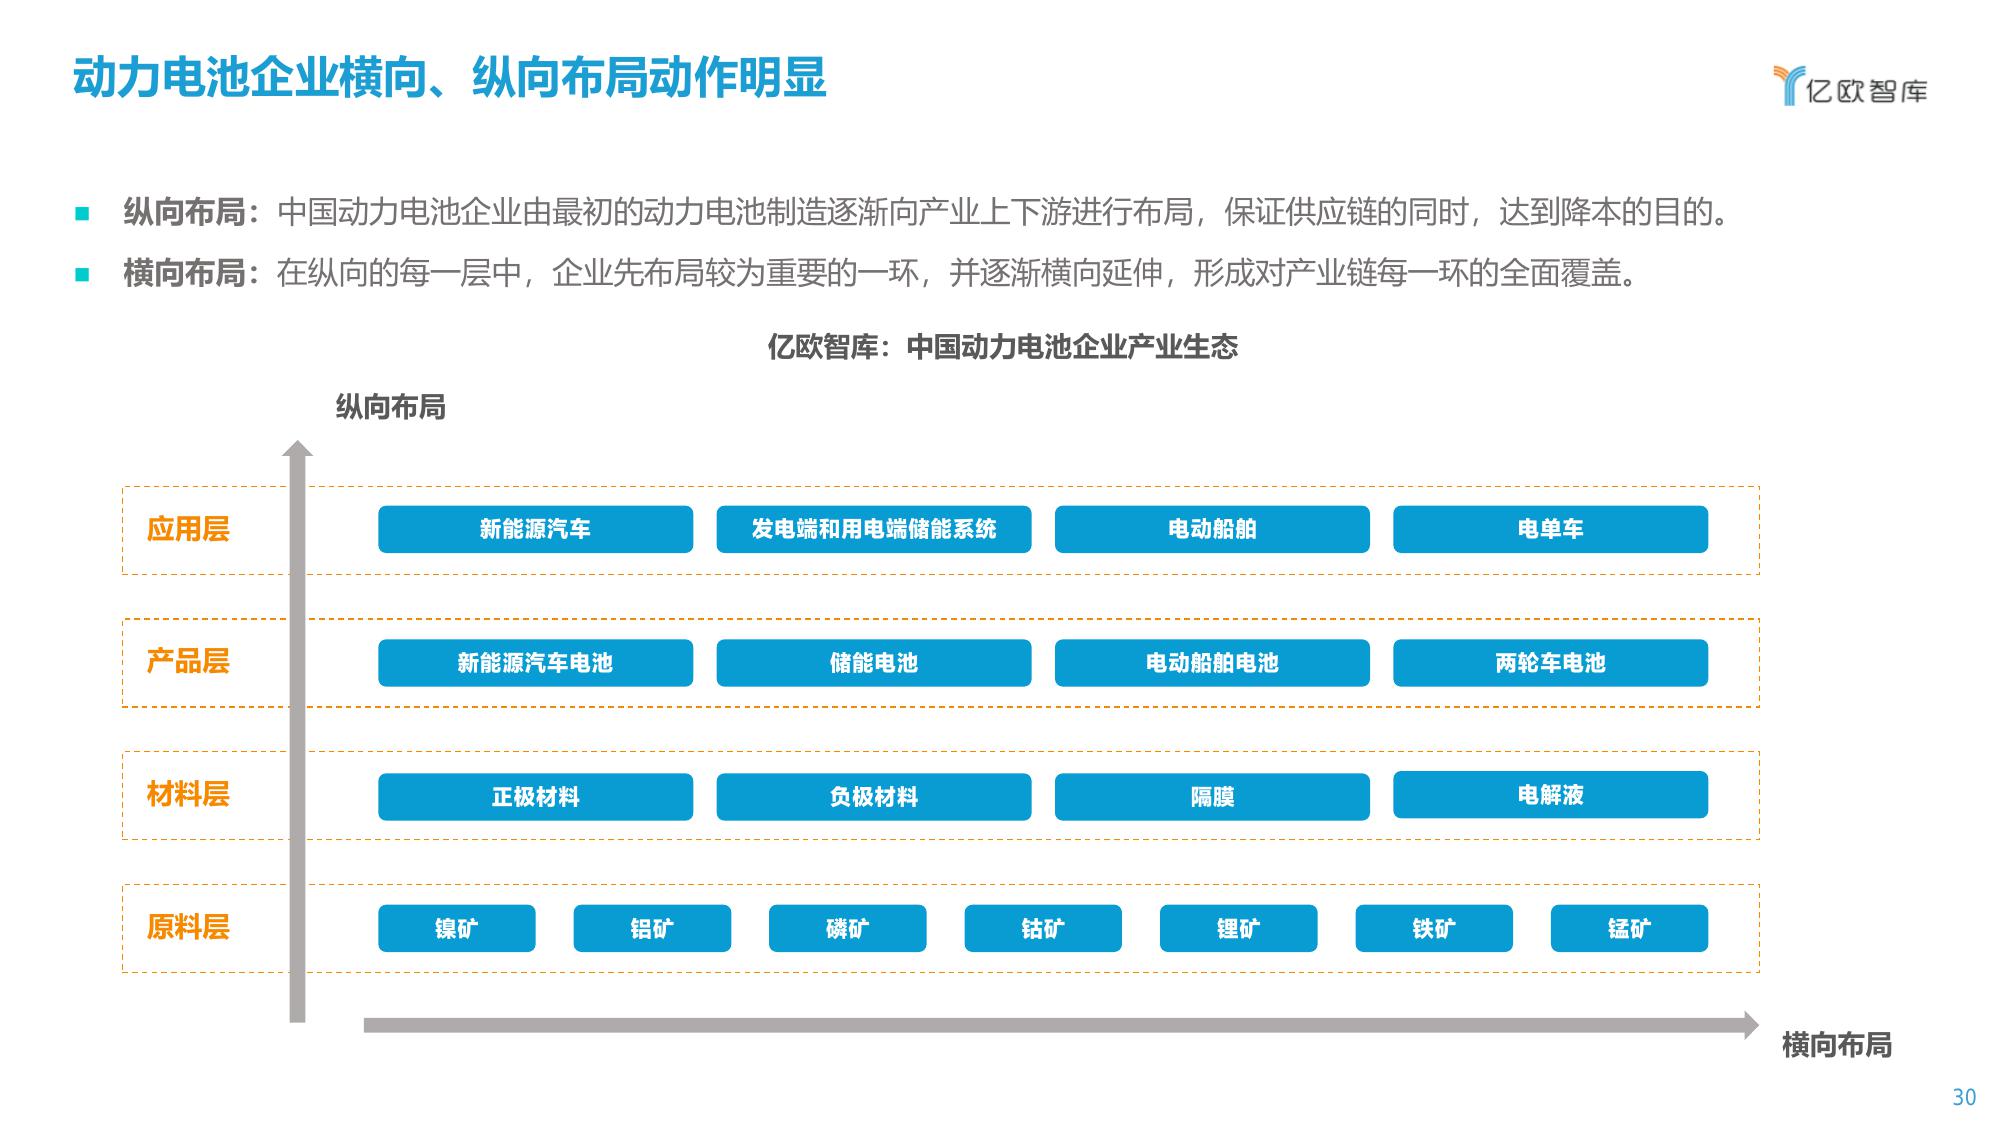 动力电池企业横向、纵向布局动作明显
亿欧智库
■ 纵向布局：中国动力电池企业由最初的动力电池制造逐渐向产业上下游进行布局，保证供应链的同时，达到降本的目的。
■ 横向布局：在纵向的每一层中，企业先布局较为重要的一环，并逐渐横向延伸，形成对产业链每一环的全面覆盖。
亿欧智库：中国动力电池企业产业生态
纵向布局
应用层 新能源汽车 发电端和用电端储能系统 电动船舶 电单车
产品层 新能源汽车电池 储能电池 电动船舶电池 两轮车电池
材料层 正极材料 负极材料 隔膜 电解液
原料层 镍矿 铝矿 磷矿 钴矿 锂矿 铁矿 锰矿
横向布局
30